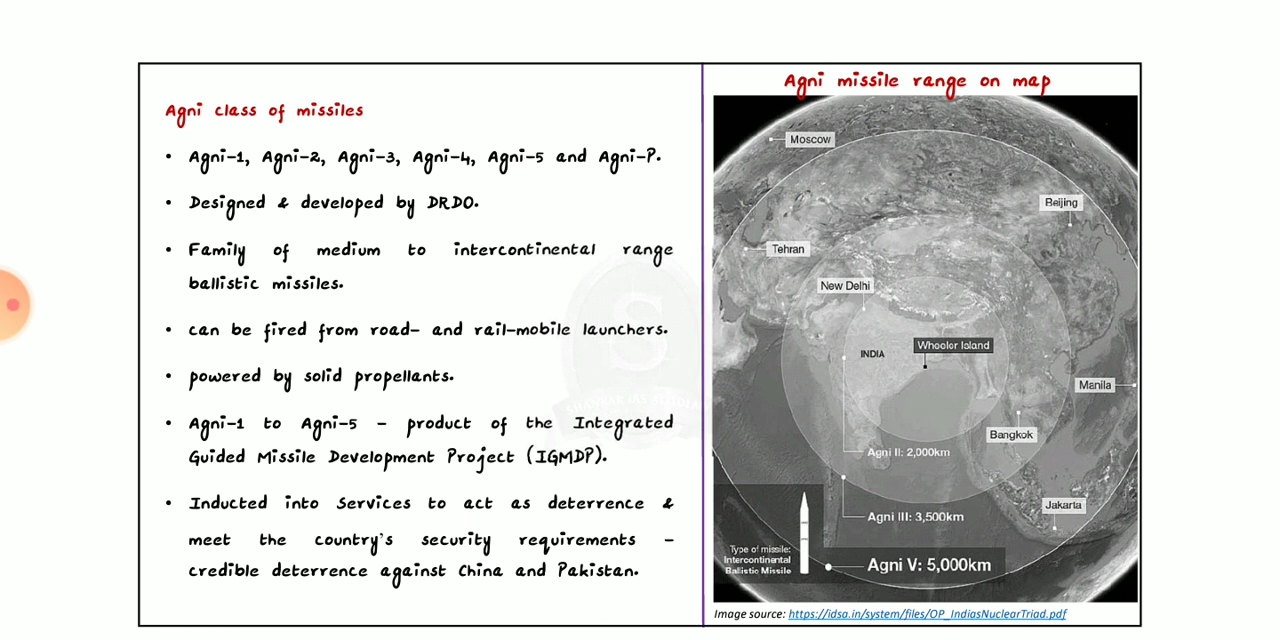 Agni class of missiles
• Agni-1, Agni-2, Agni-3, Agni-4, Agni-5 and Agni-P.
• Designed & developed by DRDO.
• Family of medium to intercontinental range
ballistic missiles.
• can be fired from road- and rail-mobile launchers.
• powered by solid propellants.
• Agni-1 to Agni-5 - product of the Integrated
Guided Missile Development Project (IGMDP).
• Inducted into Services to act as deterrence &
meet the country's security requirements -
credible deterrence against China and Pakistan.
Agni missile range on map
Moscow
Beijing
Tehran
New Delhi
INDIA
Wheeler Island
Manila
Bangkok
Agni II: 2,000km
Jakarta
Agni III: 3,500km
Type of missile:
Intercontinental
Ballistic Missile
Agni V: 5,000km
Image source: https://idsa.in/system/files/OP_IndiasNuclearTriad.pdf